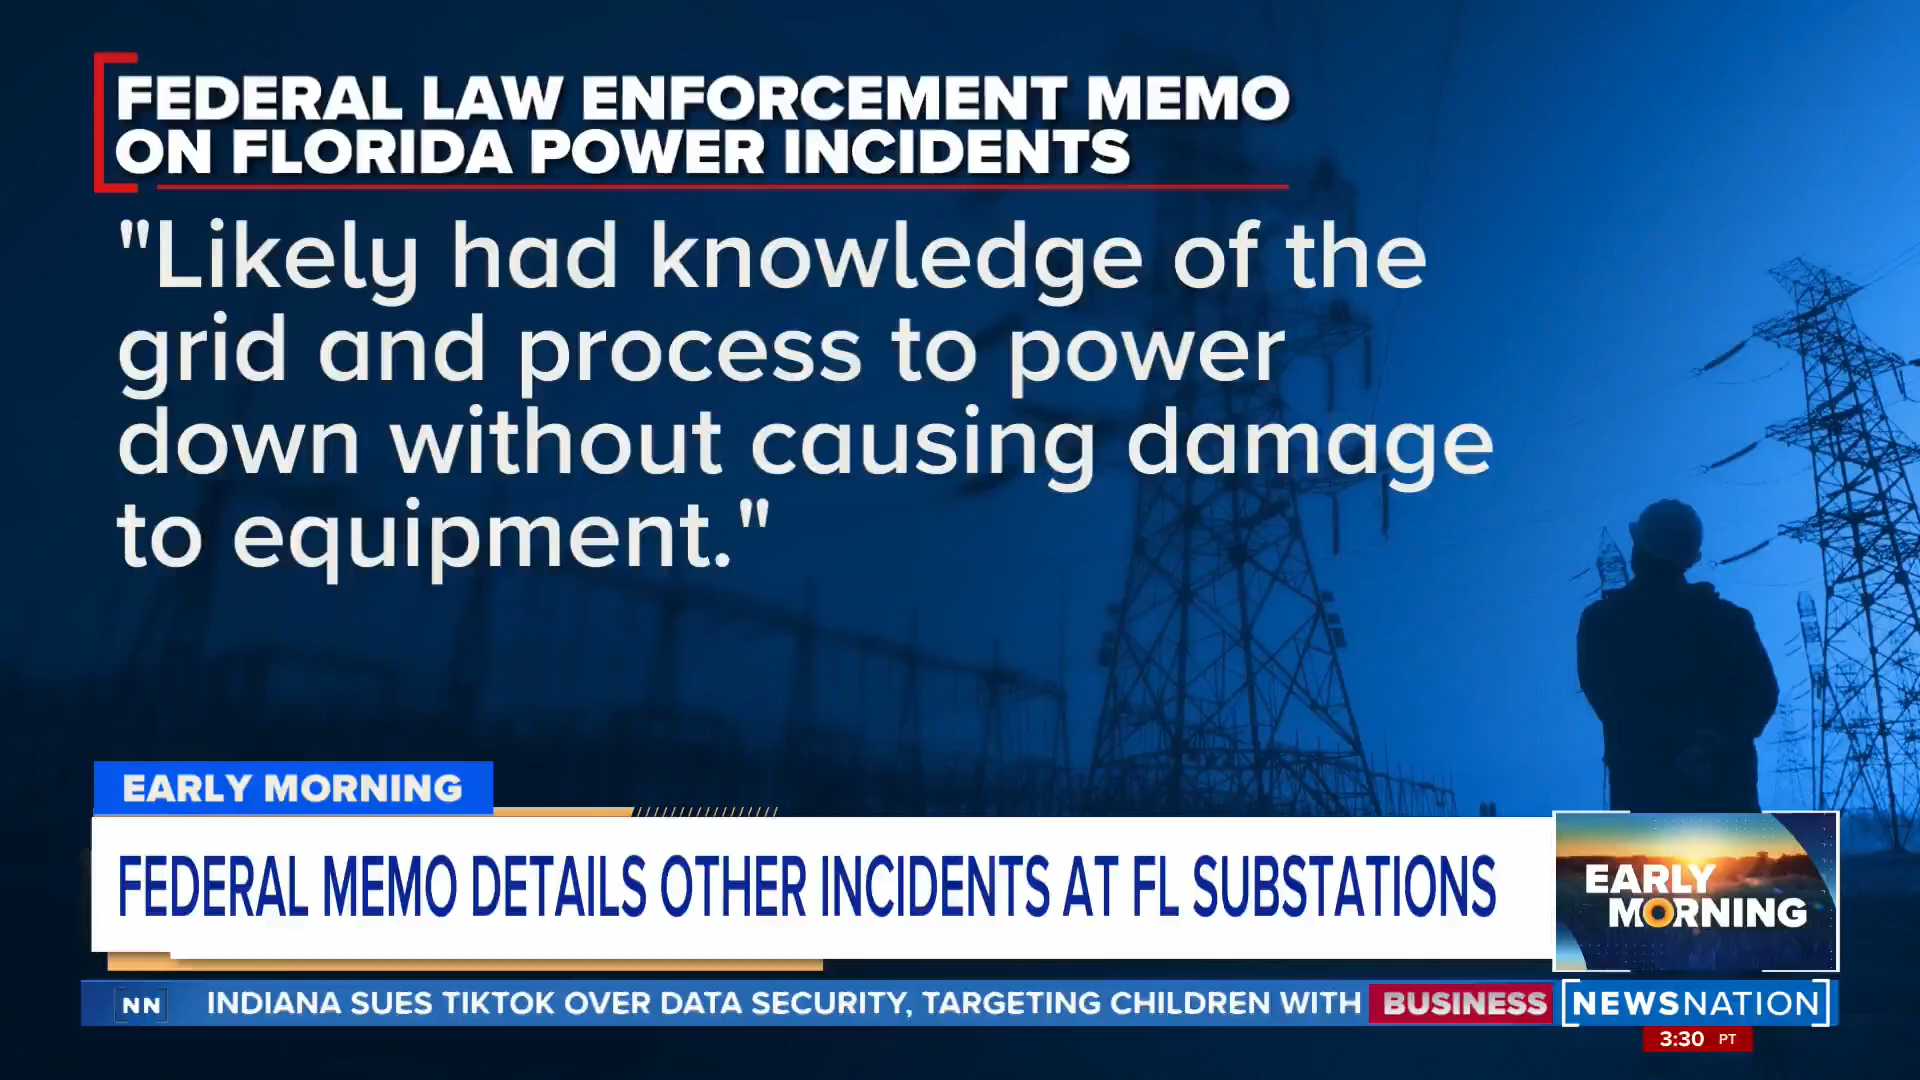 FEDERAL LAW ENFORCEMENT MEMO
ON FLORIDA POWER INCIDENTS
"Likely had knowledge of the
grid and process to power
down without causing damage
to equipment."
EARLY MORNING
FEDERAL MEMO DETAILS OTHER INCIDENTS AT FL SUBSTATIONS
EARLY
MORNING
NN INDIANA SUES TIKTOK OVER DATA SECURITY, TARGETING CHILDREN WITH BUSINESS NEWSNATION
3:30 PT